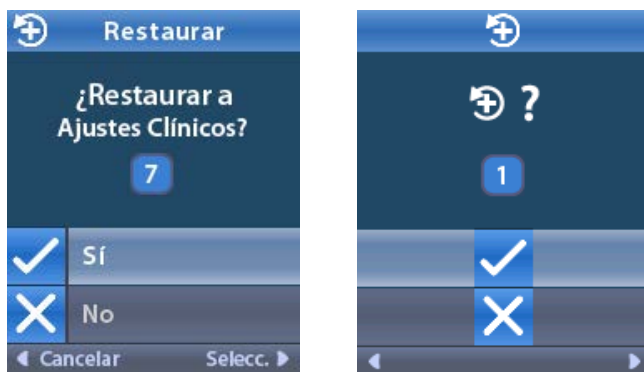 Restaurar
¿Restaurar a
Ajustes Clínicos?
7
Sí
No
Cancelar Selecc.
?
1